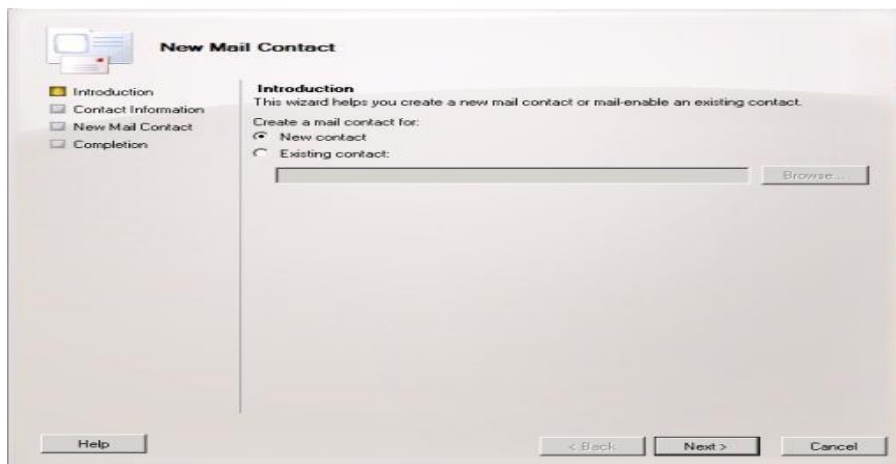 New Mail Contact
Introduction
Contact Information
New Mail Contact
Completion
Introduction
This wizard helps you create a new mail contact or mail-enable an existing contact.
Create a mail contact for:
New contact
Existing contact:
Browse...
Help
< Back
Next >
Cancel